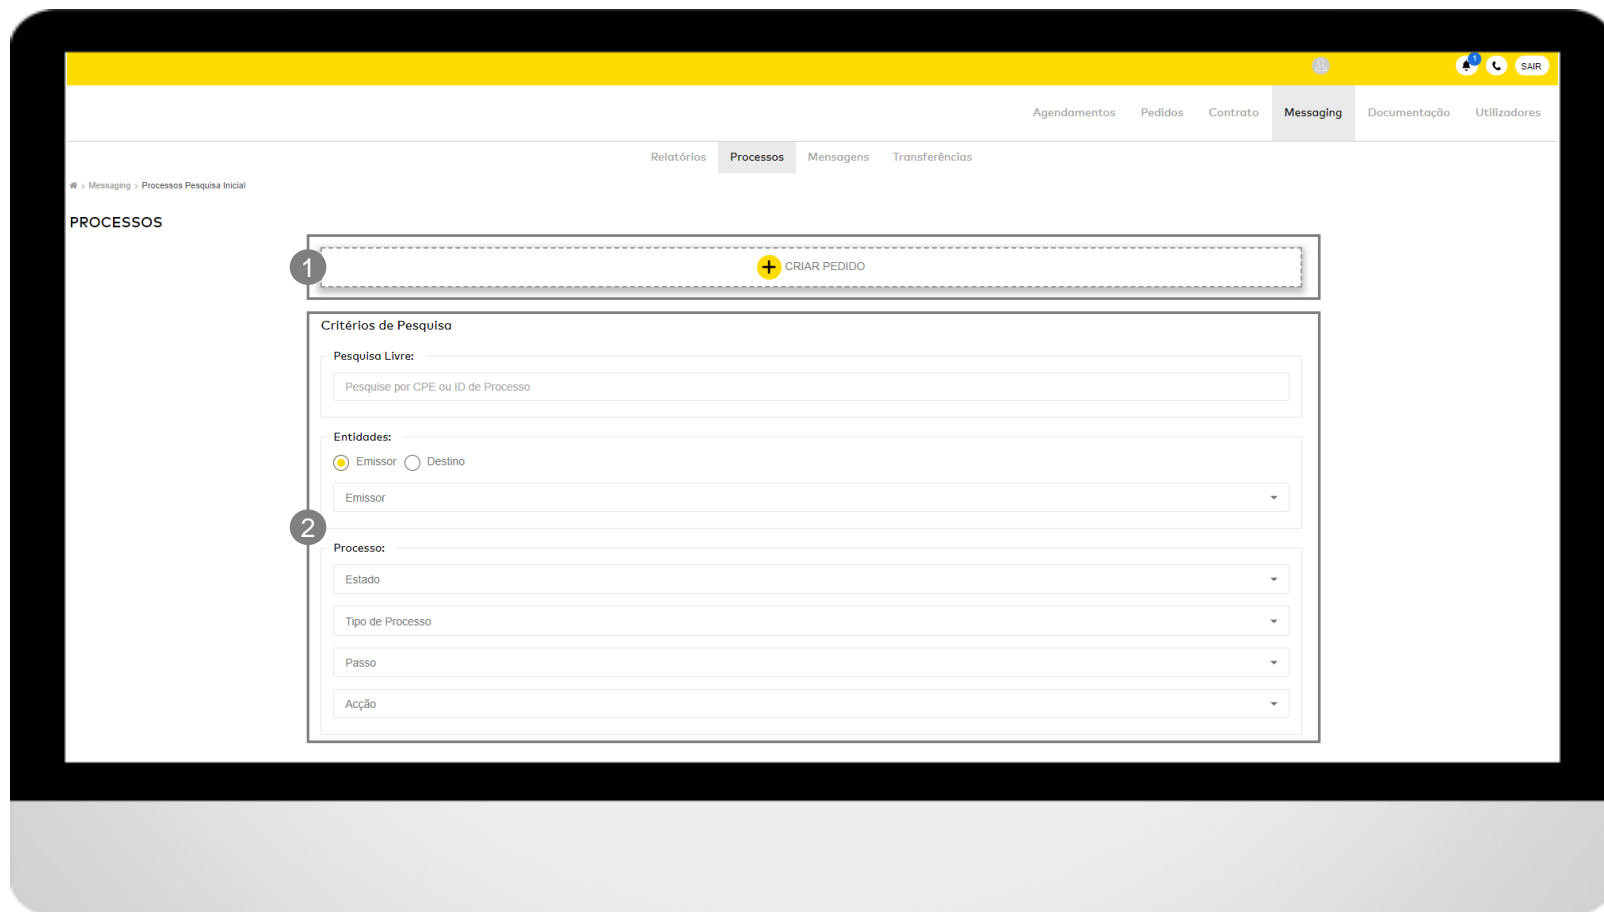 1
SAIR
Agendamentos Pedidos Contrato Messaging Documentação Utilizadores
Relatórios Processos Mensagens Transferências
> Messaging > Processos Pesquisa Inicial
PROCESSOS
1
+ CRIAR PEDIDO
2
Critérios de Pesquisa
Pesquisa Livre:
Pesquise por CPE ou ID de Processo
Entidades:
Emissor Destino
Emissor
Processo:
Estado
Tipo de Processo
Passo
Acção